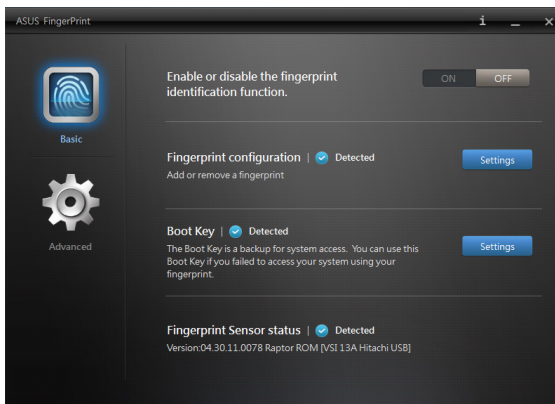 ASUS FingerPrint
Basic
Advanced
Enable or disable the fingerprint
identification function.
ON OFF
Fingerprint configuration | Detected
Add or remove a fingerprint
Settings
Boot Key | Detected
The Boot Key is a backup for system access. You can use this
Boot Key if you failed to access your system using your
fingerprint.
Settings
Fingerprint Sensor status | Detected
Version:04.30.11.0078 Raptor ROM [VSI 13A Hitachi USB]